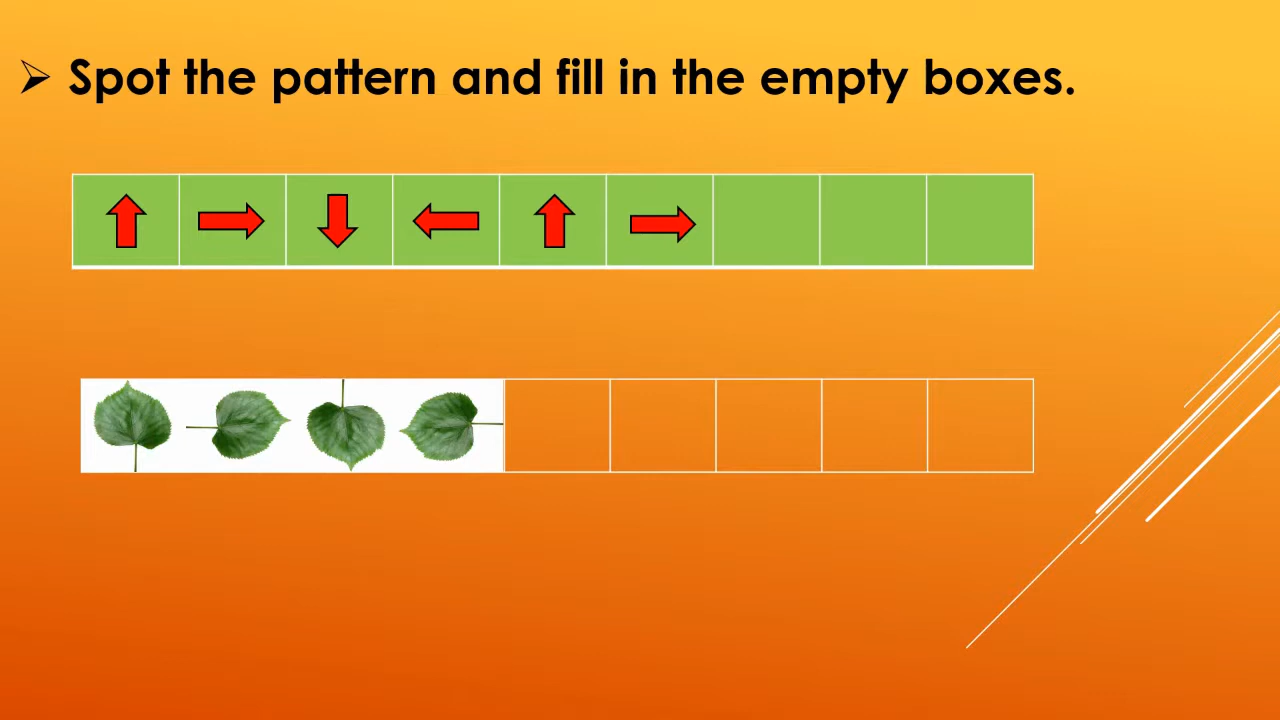 Spot the pattern and fill in the empty boxes.